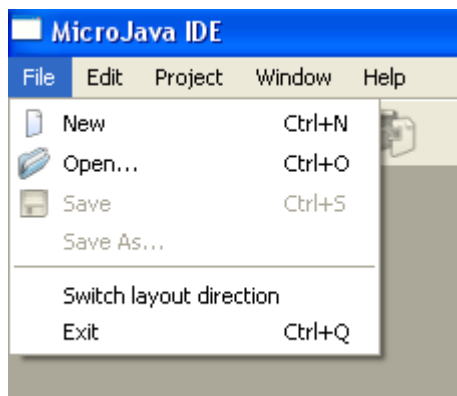 MicroJava IDE
File Edit Project Window Help
New Ctrl+N
Open... Ctrl+O
Save Ctrl+S
Save As...
Switch layout direction
Exit Ctrl+Q